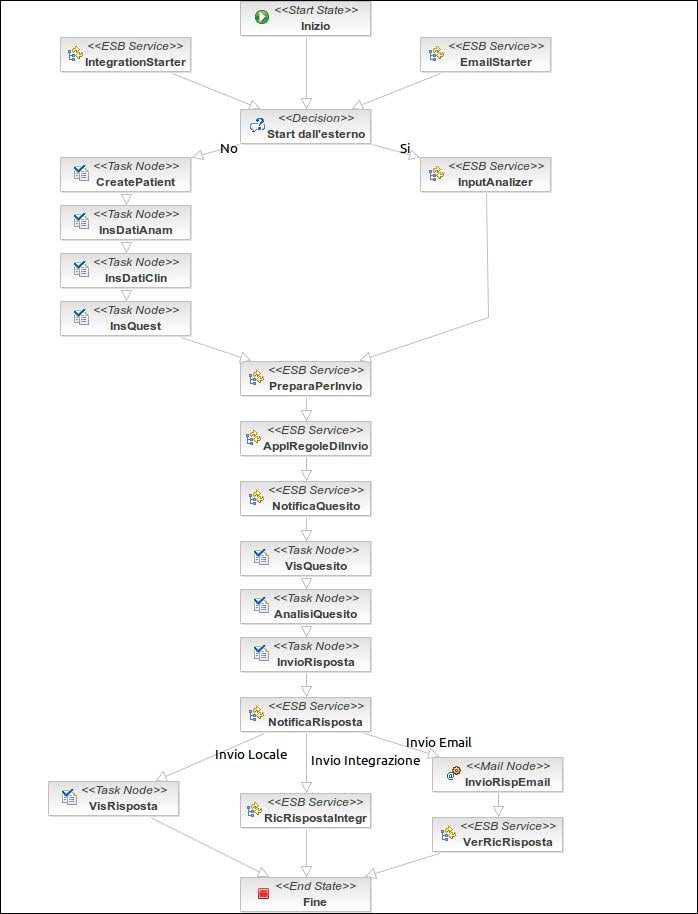 <<Start State>>
Inizio
<<ESB Service>>
IntegrationStarter
<<ESB Service>>
EmailStarter
<<Decision>>
Start dall'esterno
No
Si
<<Task Node>>
CreatePatient
<<ESB Service>>
InputAnalizer
<<Task Node>>
InsDatiAnam
<<Task Node>>
InsDatiClin
<<Task Node>>
InsQuest
<<ESB Service>>
PreparaPerInvio
<<ESB Service>>
ApplRegoleDiInvio
<<ESB Service>>
NotificaQuesito
<<Task Node>>
VisQuesito
<<Task Node>>
AnalisiQuesito
<<Task Node>>
InvioRisposta
<<ESB Service>>
NotificaRisposta
Invio Locale
Invio Integrazione
Invio Email
<<Task Node>>
VisRisposta
<<ESB Service>>
RicRispostaIntegr
<<Mail Node>>
InvioRispEmail
<<ESB Service>>
VerRicRisposta
<<End State>>
Fine